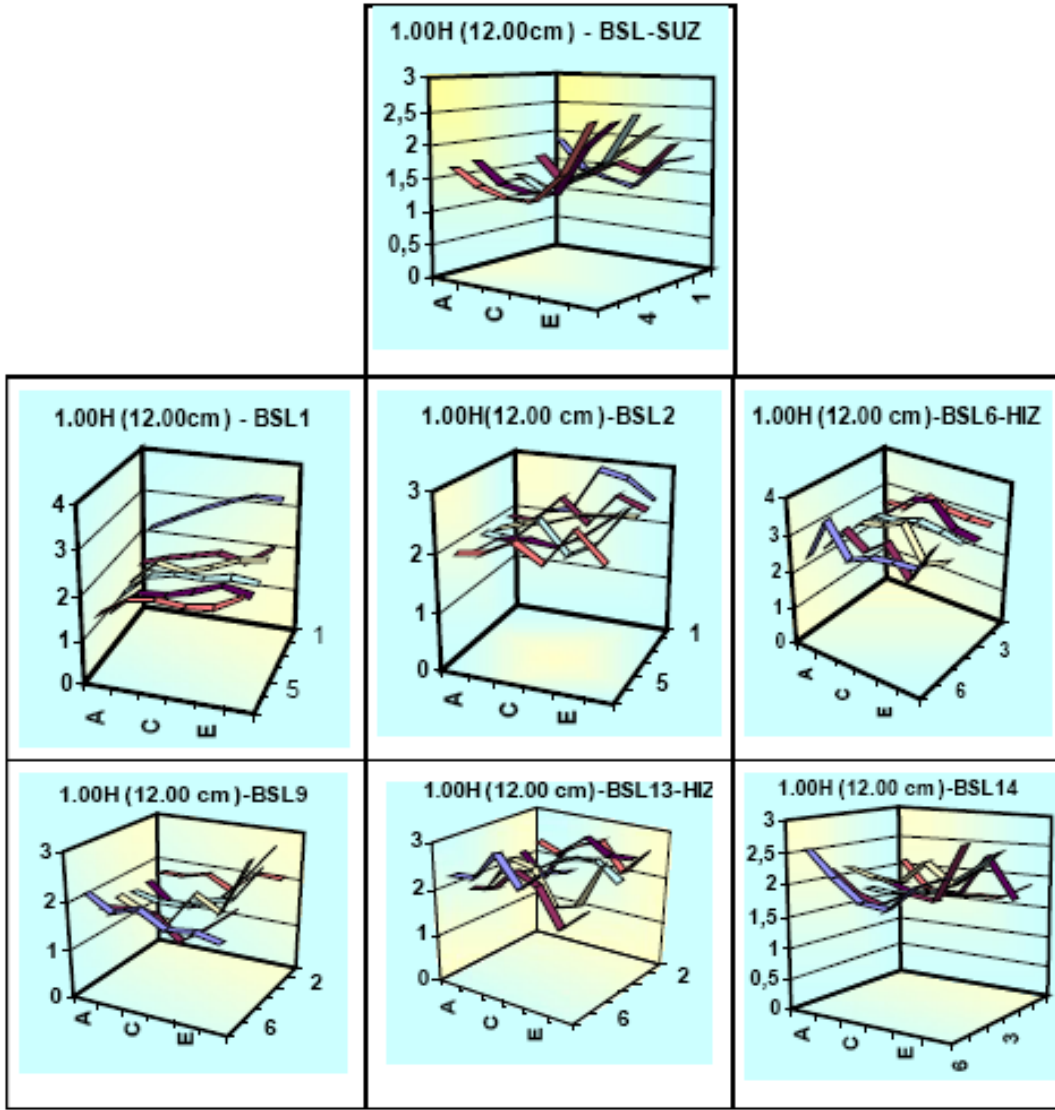 1.00H (12.00cm) - BSL-SUZ
3
2,5
2
1,5
1
0,5
0
A
C
E
4
1
1.00H (12.00cm) - BSL1
4
3
2
1
0
A
C
E
5
1
1.00H(12.00 cm)-BSL2
3
2
1
0
A
C
E
5
1
1.00H (12.00 cm)-BSL6-HIZ
4
3
2
1
0
A
C
E
6
3
1.00H (12.00 cm)-BSL9
3
2
1
0
A
C
E
6
2
1.00H (12.00 cm)-BSL13-HIZ
3
2
1
0
A
C
E
6
2
1.00H (12.00 cm)-BSL14
3
2,5
2
1,5
1
0,5
0
A
C
E
6
3